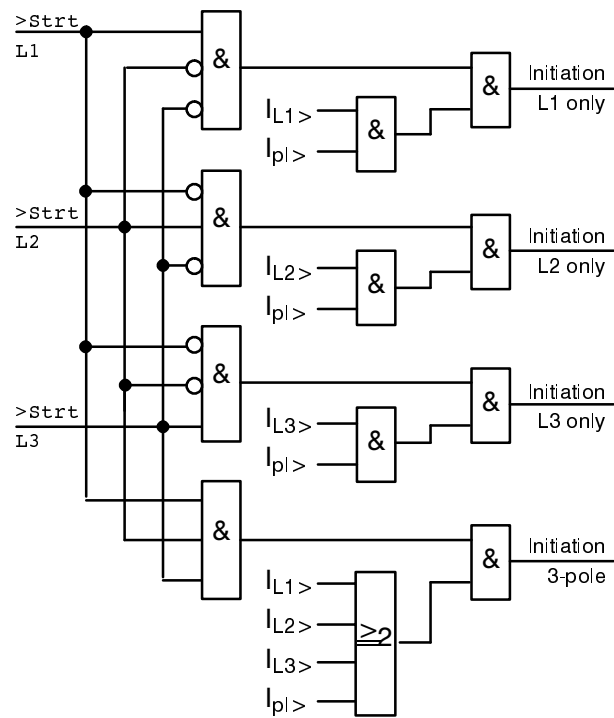 >Strt
L1
&
Initiation
L1 only
&
IL1>
Ipl>
&
>Strt
L2
&
Initiation
L2 only
&
IL2>
Ipl>
&
>Strt
L3
&
Initiation
L3 only
&
IL3>
Ipl>
&
&
Initiation
3-pole
&
IL1>
IL2>
IL3>
Ipl>
≥2